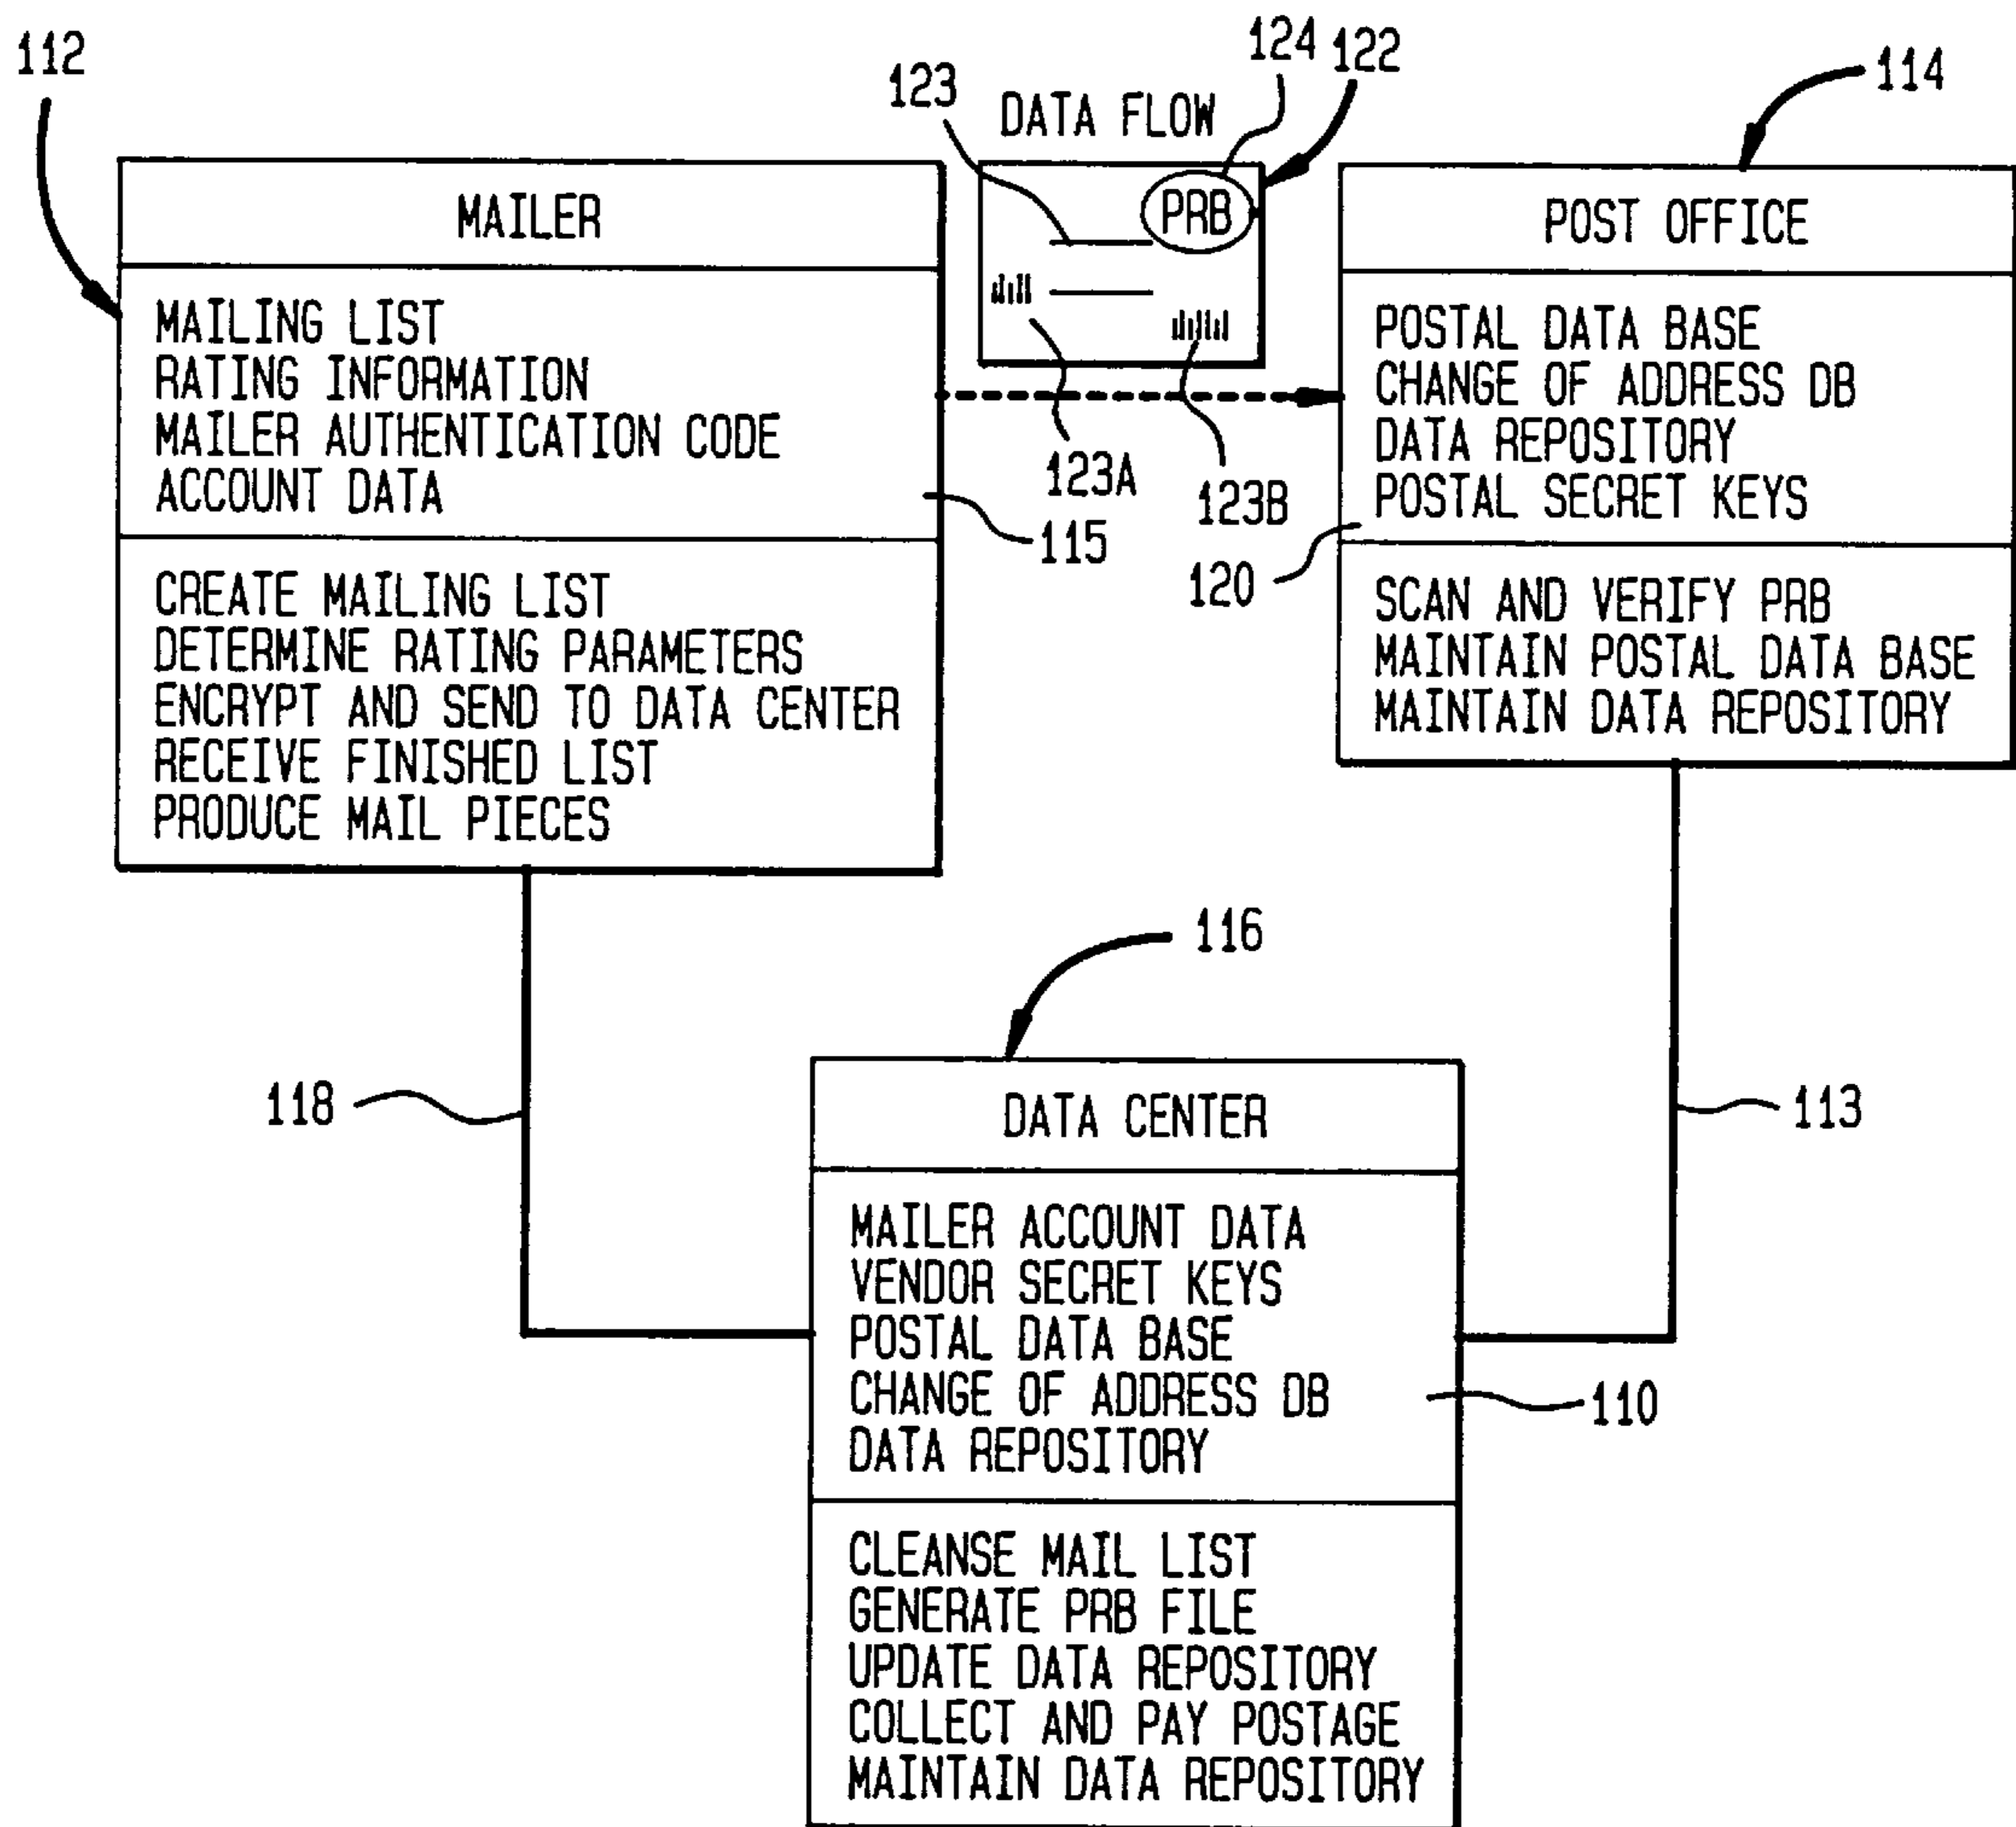 112
123
124
122
114
DATA FLOW
MAILER
PRB
POST OFFICE
MAILING LIST
RATING INFORMATION
MAILER AUTHENTICATION CODE
ACCOUNT DATA
123A
123B
115
POSTAL DATA BASE
CHANGE OF ADDRESS DB
DATA REPOSITORY
POSTAL SECRET KEYS
120
CREATE MAILING LIST
DETERMINE RATING PARAMETERS
ENCRYPT AND SEND TO DATA CENTER
RECEIVE FINISHED LIST
PRODUCE MAIL PIECES
SCAN AND VERIFY PRB
MAINTAIN POSTAL DATA BASE
MAINTAIN DATA REPOSITORY
116
118
113
DATA CENTER
MAILER ACCOUNT DATA
VENDOR SECRET KEYS
POSTAL DATA BASE
CHANGE OF ADDRESS DB
DATA REPOSITORY
110
CLEANSE MAIL LIST
GENERATE PRB FILE
UPDATE DATA REPOSITORY
COLLECT AND PAY POSTAGE
MAINTAIN DATA REPOSITORY